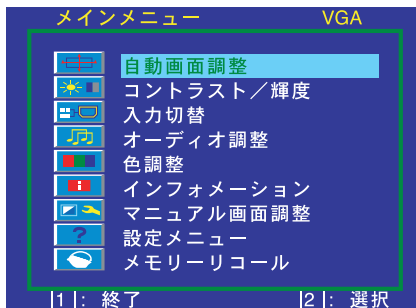 メインメニュー VGA
自動画面調整
コントラスト／輝度
入力切替
オーディオ調整
色調整
インフォメーション
マニュアル画面調整
設定メニュー
メモリーリコール
|1|: 終了 |2|: 選択